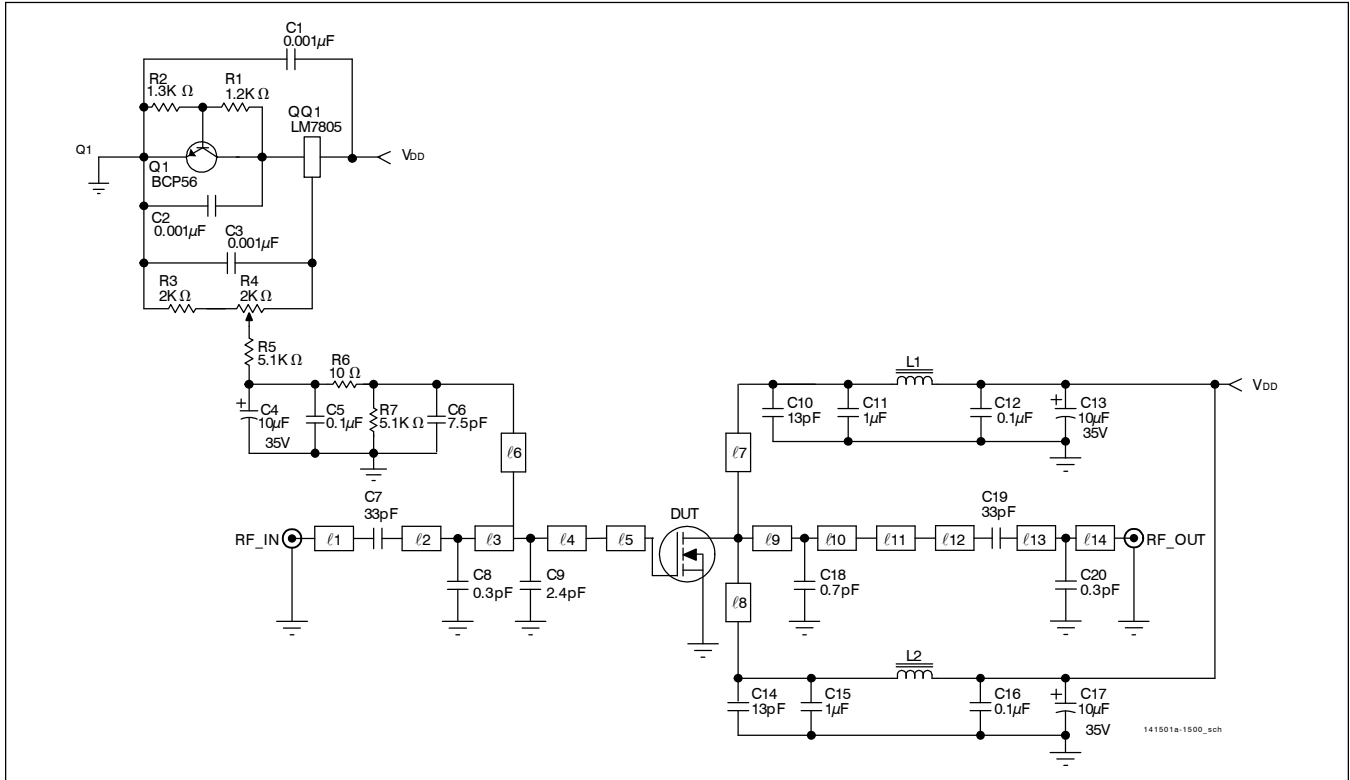 C1
0.001µF
R2
1.3K Ω
R1
1.2K Ω
QQ1
LM7805
Q1
VDD
Q1
BCP56
C2
0.001µF
C3
0.001µF
R3
2K Ω
R4
2K Ω
R5
5.1K Ω
R6
10 Ω
C4
10µF
35V
C5
0.1µF
R7
5.1K Ω
C6
7.5pF
ℓ6
L1
VDD
C10
13pF
C11
1µF
C12
0.1µF
C13
10µF
35V
ℓ7
C7
33pF
DUT
C19
33pF
RF_IN
ℓ1
ℓ2
ℓ3
ℓ4
ℓ5
ℓ9
ℓ10
ℓ11
ℓ12
ℓ13
ℓ14
RF_OUT
C8
0.3pF
C9
2.4pF
C18
0.7pF
C20
0.3pF
ℓ8
L2
C14
13pF
C15
1µF
C16
0.1µF
C17
10µF
35V
141501a-1500_sch